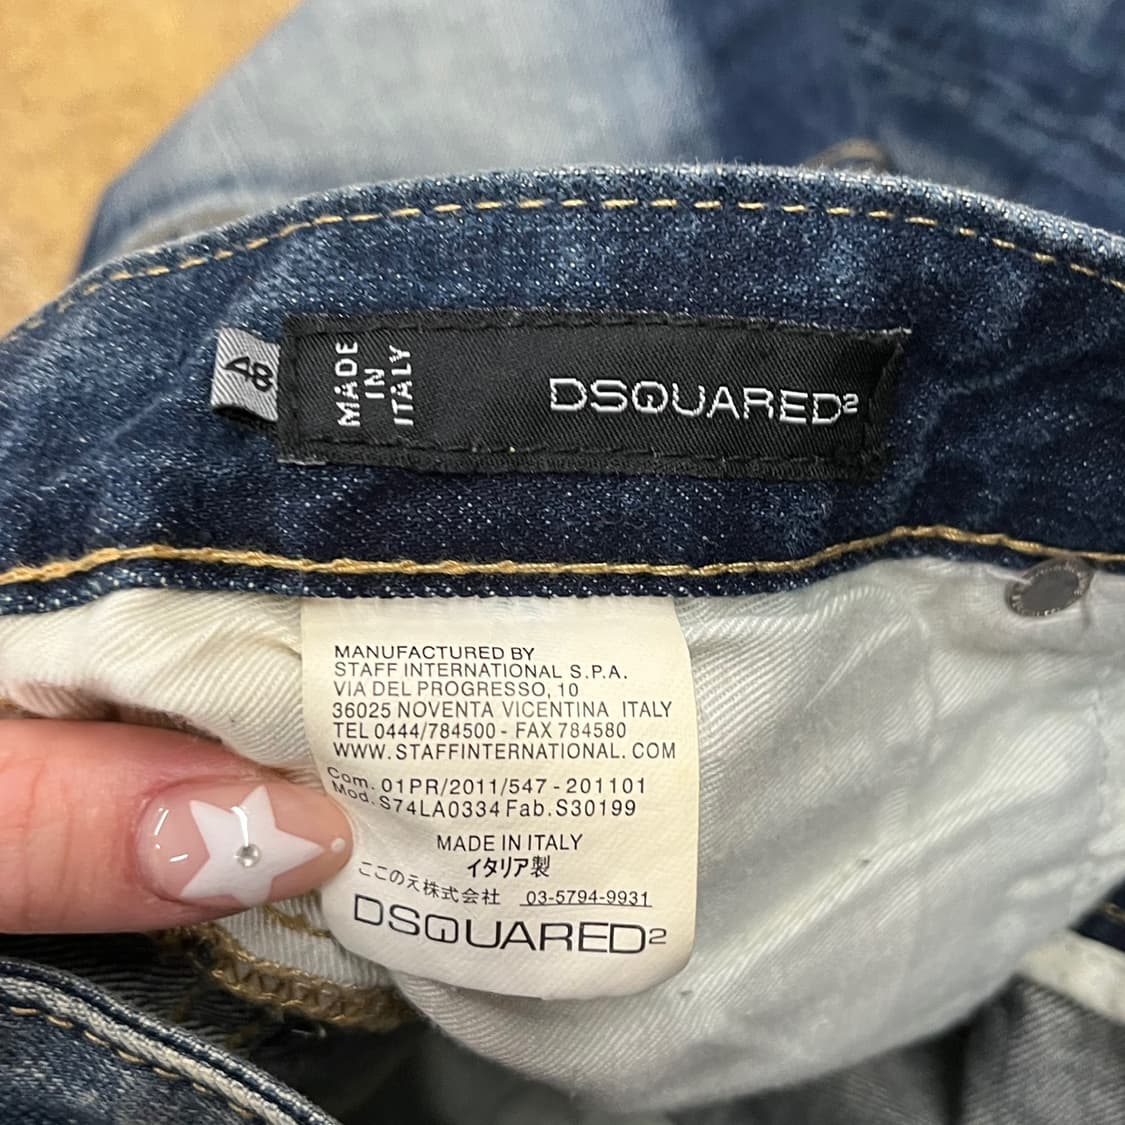 48
MADE
IN
ITALY
DSQUARED2
MANUFACTURED BY
STAFF INTERNATIONAL S.P.A.
VIA DEL PROGRESSO, 10
36025 NOVENTA VICENTINA ITALY
TEL 0444/784500 - FAX 784580
WWW.STAFFINTERNATIONAL.COM
Com. 01PR/2011/547 - 201101
Mod. S74LA0334 Fab. S30199
MADE IN ITALY
イタリア製
ここのえ株式会社 03-5794-9931
DSQUARED2